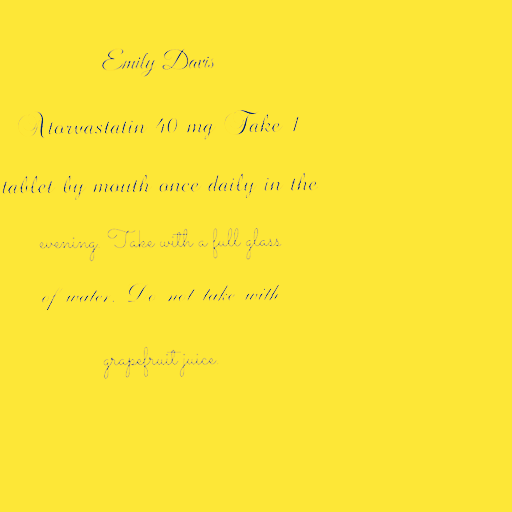 Emily Davis
Atorvastatin 40 mg Take 1
tablet by mouth once daily in the
evening. Take with a full glass
of water. Do not take with
grapefruit juice.